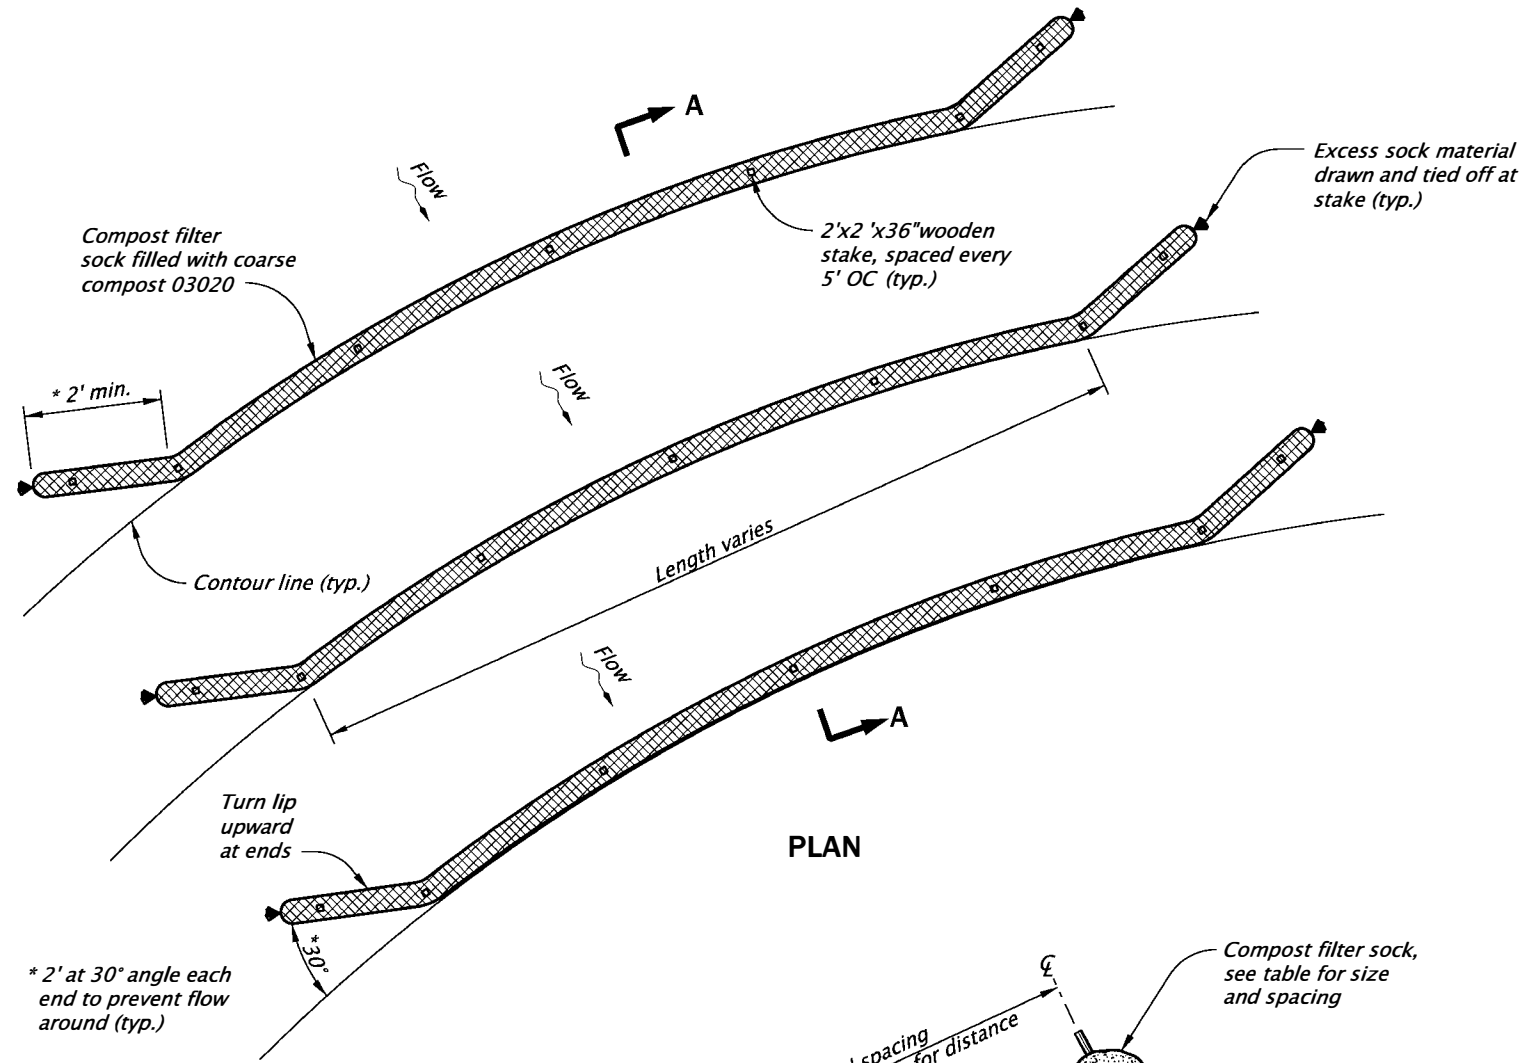 A
Flow
Excess sock material
drawn and tied off at
stake (typ.)
Compost filter
sock filled with coarse
compost 03020
2'x2 'x36"wooden
stake, spaced every
5' OC (typ.)
* 2' min.
Flow
Length varies
Contour line (typ.)
Flow
A
Turn lip
upward
at ends
PLAN
*30°
* 2' at 30° angle each
end to prevent flow
around (typ.)
℄
Compost filter sock,
see table for size
and spacing
spacing
for distance